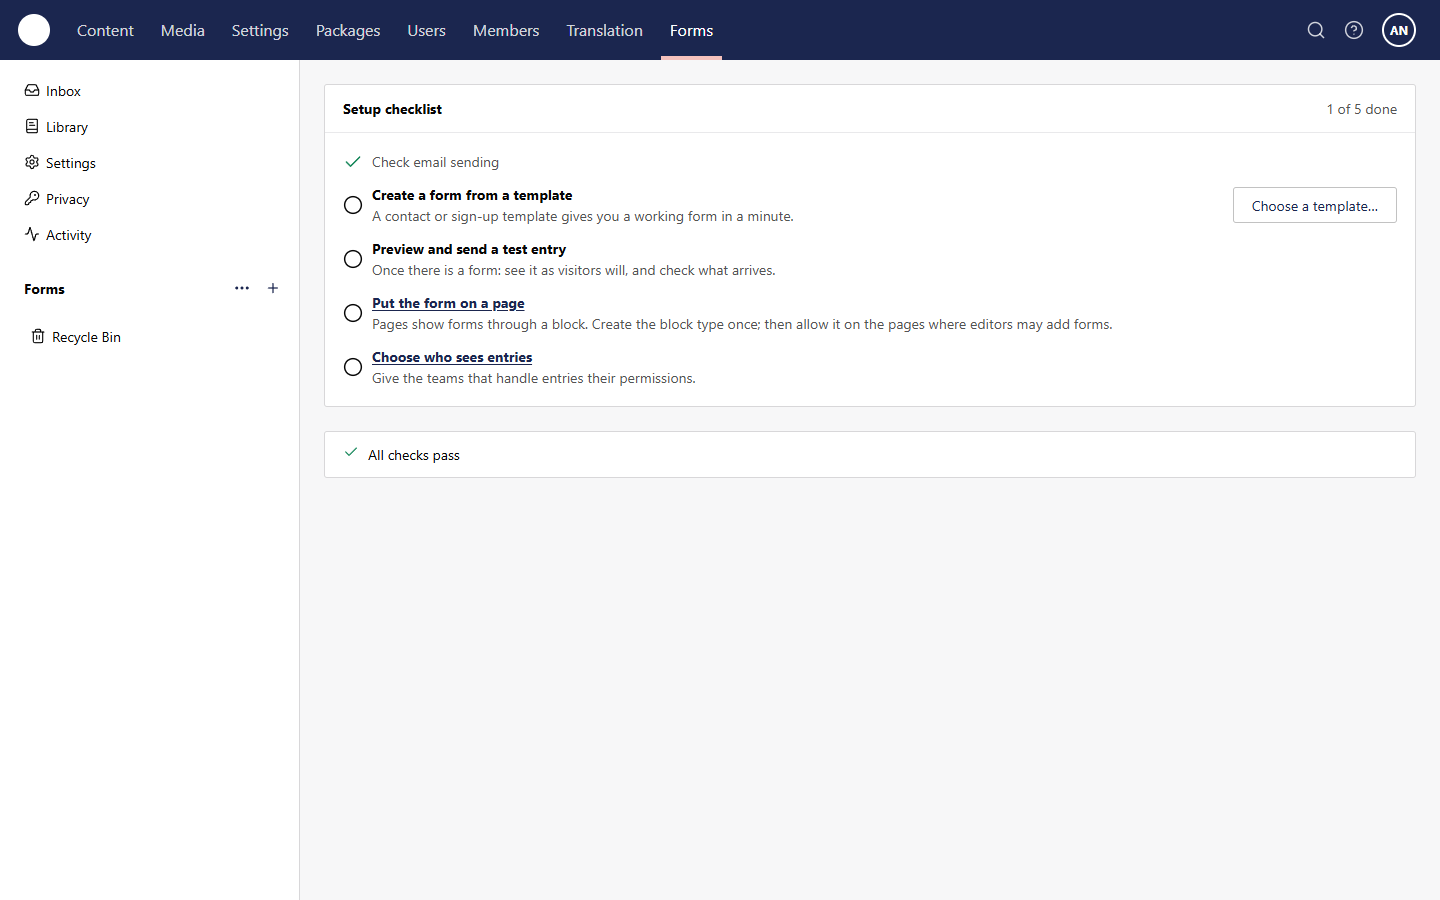 Content Media Settings Packages Users Members Translation Forms AN
Inbox
Library
Settings
Privacy
Activity
Forms
Recycle Bin
Setup checklist 1 of 5 done
Check email sending
Create a form from a template
A contact or sign-up template gives you a working form in a minute.
Choose a template...
Preview and send a test entry
Once there is a form: see it as visitors will, and check what arrives.
Put the form on a page
Pages show forms through a block. Create the block type once; then allow it on the pages where editors may add forms.
Choose who sees entries
Give the teams that handle entries their permissions.
All checks pass